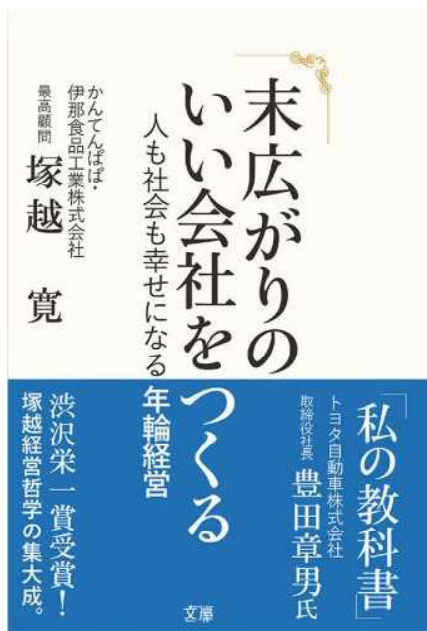 末広がりの
いい会社を
つくる
人も社会も幸せになる
年輪経営
かんてんぱぱ・
伊那食品工業株式会社
最高顧問
塚越 寛
「私の教科書」
トヨタ自動車株式会社
取締役社長
豊田章男氏
渋沢栄一賞受賞!
塚越経営哲学の集大成。
文屋